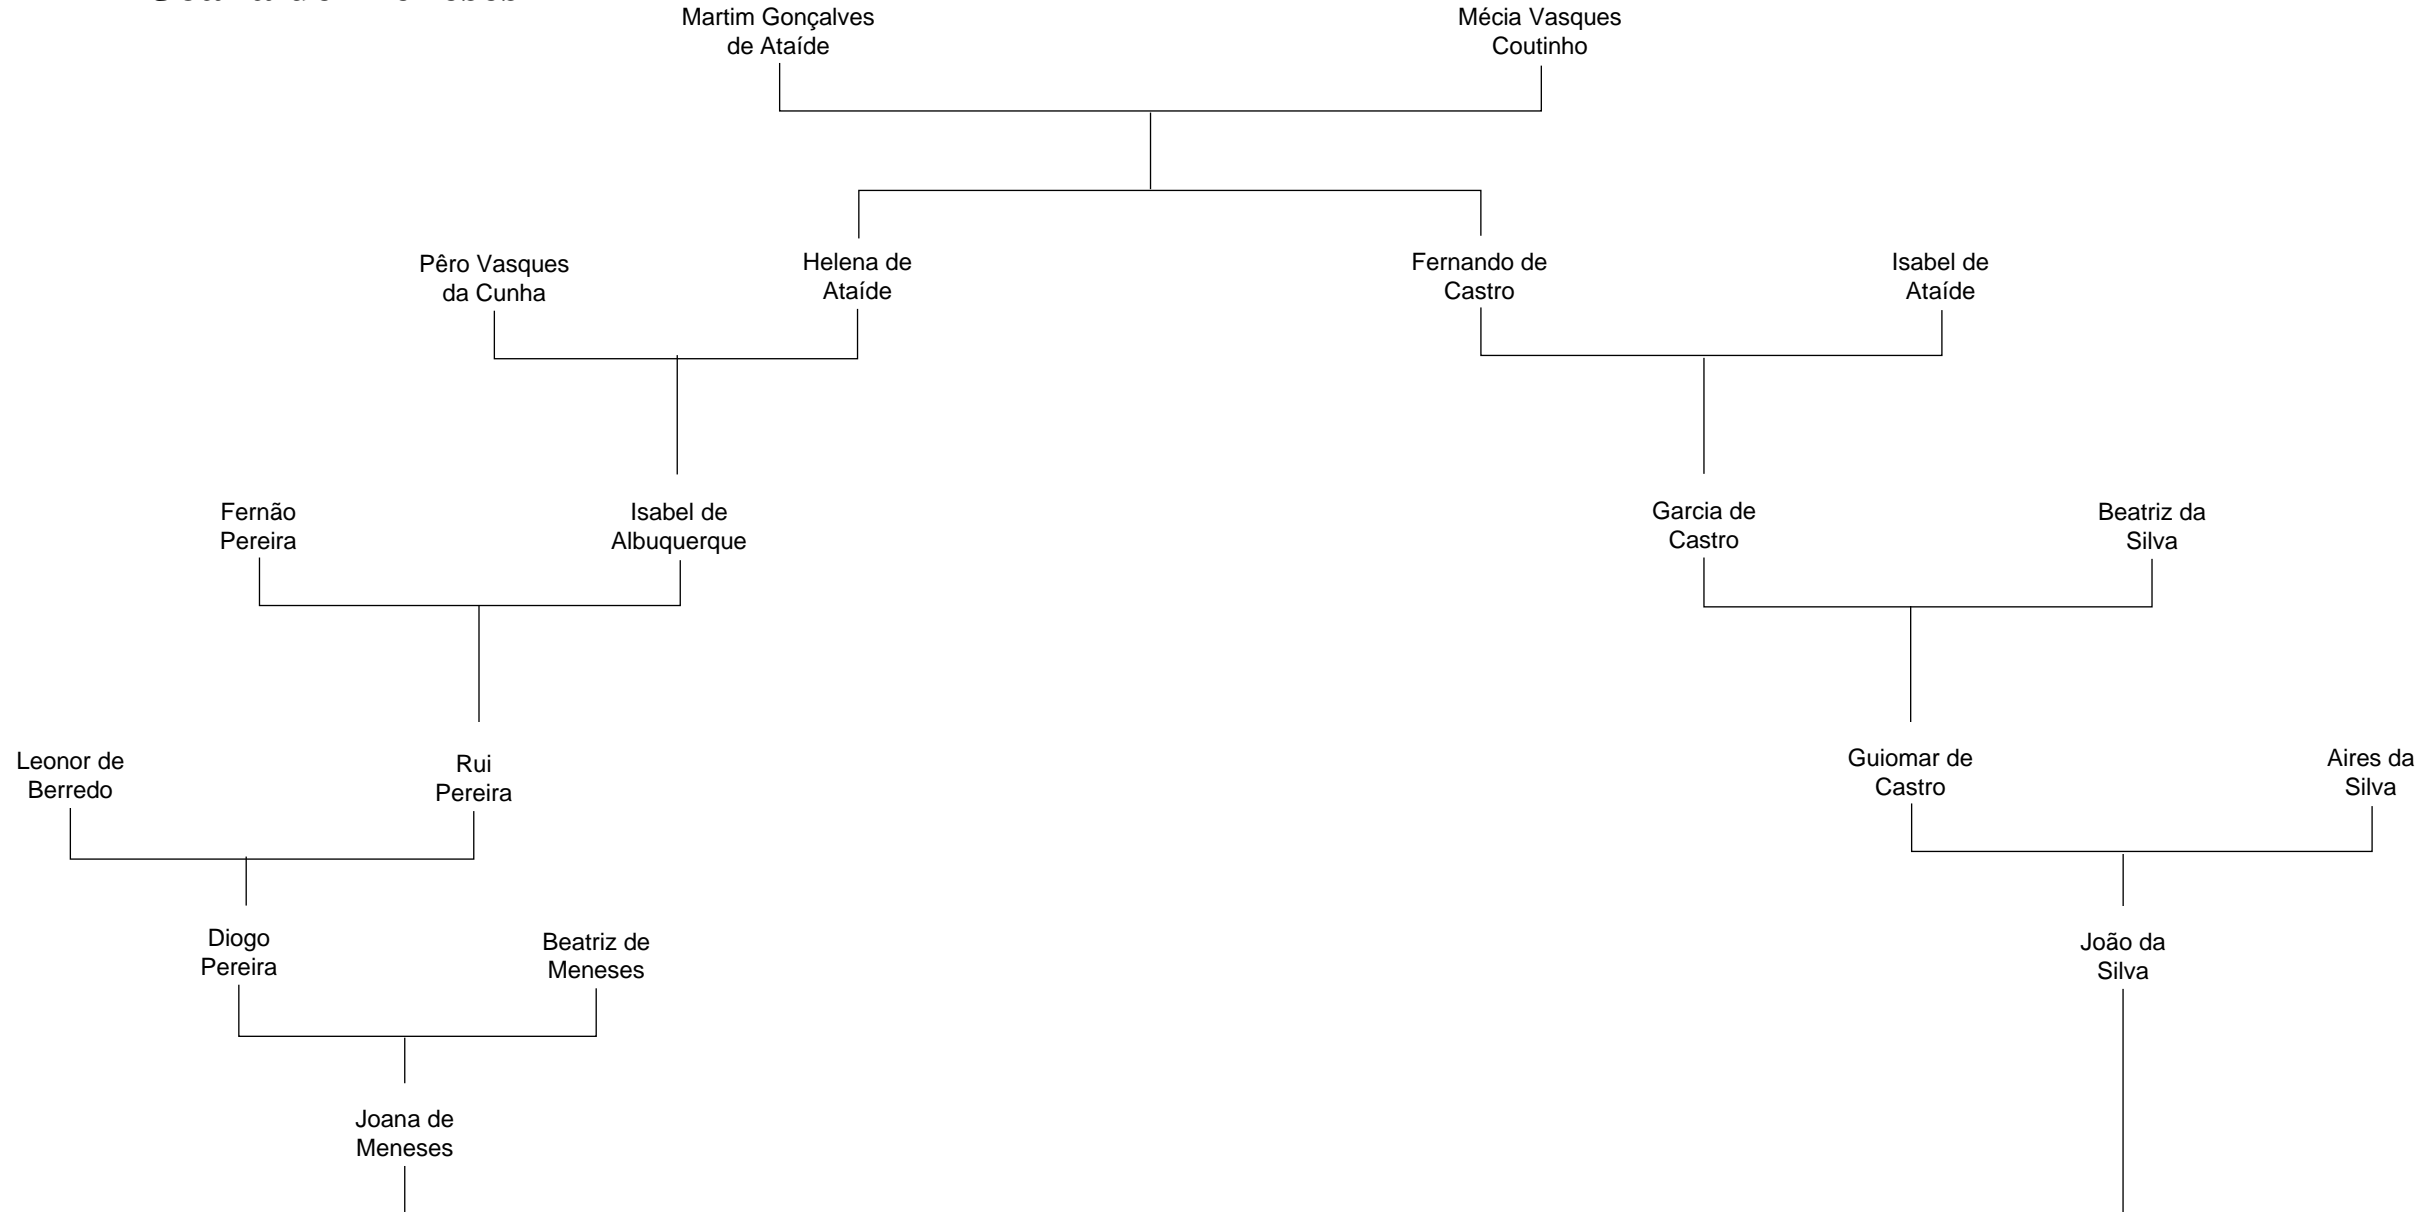 Martim Gonçalves
de Ataíde
Mécia Vasques
Coutinho
Pêro Vasques
da Cunha
Helena de
Ataíde
Fernando de
Castro
Isabel de
Ataíde
Fernão
Pereira
Isabel de
Albuquerque
Garcia de
Castro
Beatriz da
Silva
Leonor de
Berredo
Rui
Pereira
Guiomar de
Castro
Aires da
Silva
Diogo
Pereira
Beatriz de
Meneses
João da
Silva
Joana de
Meneses